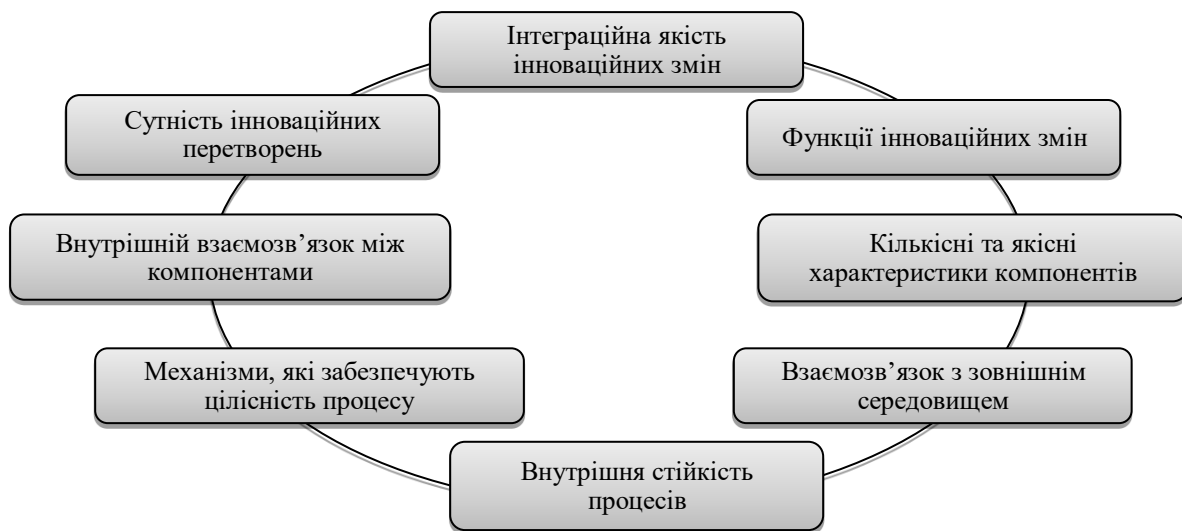 Інтеграційна якість
інноваційних змін
Сутність інноваційних
перетворень
Функції інноваційних змін
Внутрішній взаємозв’язок між
компонентами
Кількісні та якісні
характеристики компонентів
Механізми, які забезпечують
цілісність процесу
Взаємозв’язок з зовнішнім
середовищем
Внутрішня стійкість
процесів